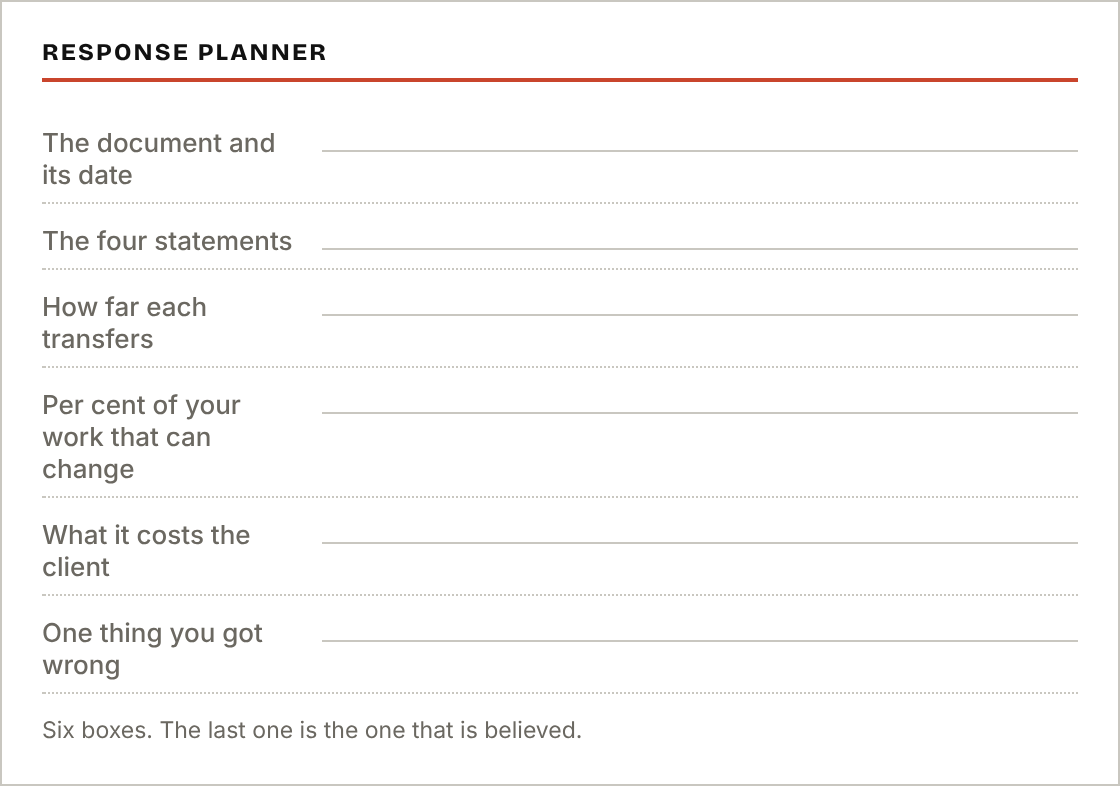 RESPONSE PLANNER
The document and
its date
The four statements
How far each
transfers
Per cent of your
work that can
change
What it costs the
client
One thing you got
wrong
Six boxes. The last one is the one that is believed.